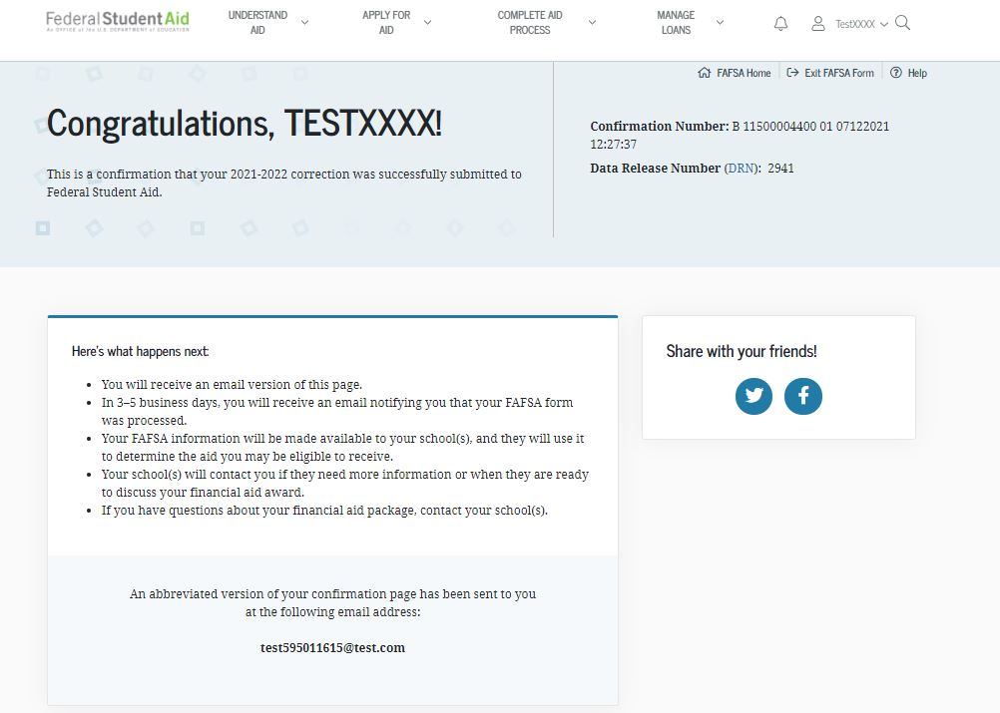 Federal Student Aid
An OFFICE of the U.S. DEPARTMENT of EDUCATION
UNDERSTAND
AID
APPLY FOR
AID
COMPLETE AID
PROCESS
MANAGE
LOANS
TestXXXX
FAFSA Home
Exit FAFSA Form
Help
Congratulations, TESTXXXX!
This is a confirmation that your 2021-2022 correction was successfully submitted to
Federal Student Aid.
Confirmation Number: B 11500004400 01 07122021
12:27:37
Data Release Number (DRN): 2941
Here's what happens next:
• You will receive an email version of this page.
• In 3–5 business days, you will receive an email notifying you that your FAFSA form
was processed.
• Your FAFSA information will be made available to your school(s), and they will use it
to determine the aid you may be eligible to receive.
• Your school(s) will contact you if they need more information or when they are ready
to discuss your financial aid award.
• If you have questions about your financial aid package, contact your school(s).
An abbreviated version of your confirmation page has been sent to you
at the following email address:
test595011615@test.com
Share with your friends!